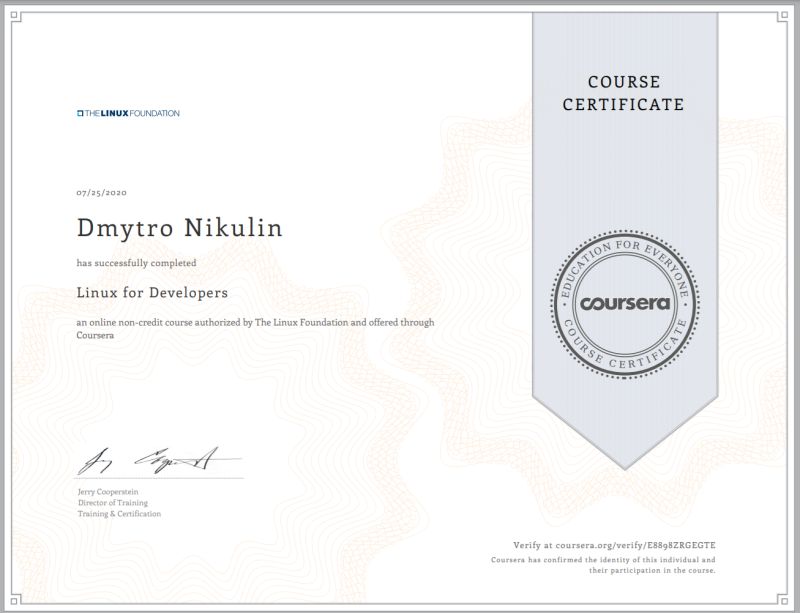 COURSE
CERTIFICATE
THE LINUX FOUNDATION
07/25/2020
Dmytro Nikulin
has successfully completed
Linux for Developers
an online non-credit course authorized by The Linux Foundation and offered through
Coursera
EDUCATION FOR EVERYONE
coursera
COURSE CERTIFICATE
Jerry Cooperstein
Director of Training
Training & Certification
Verify at coursera.org/verify/E8898ZRGEGTE
Coursera has confirmed the identity of this individual and
their participation in the course.